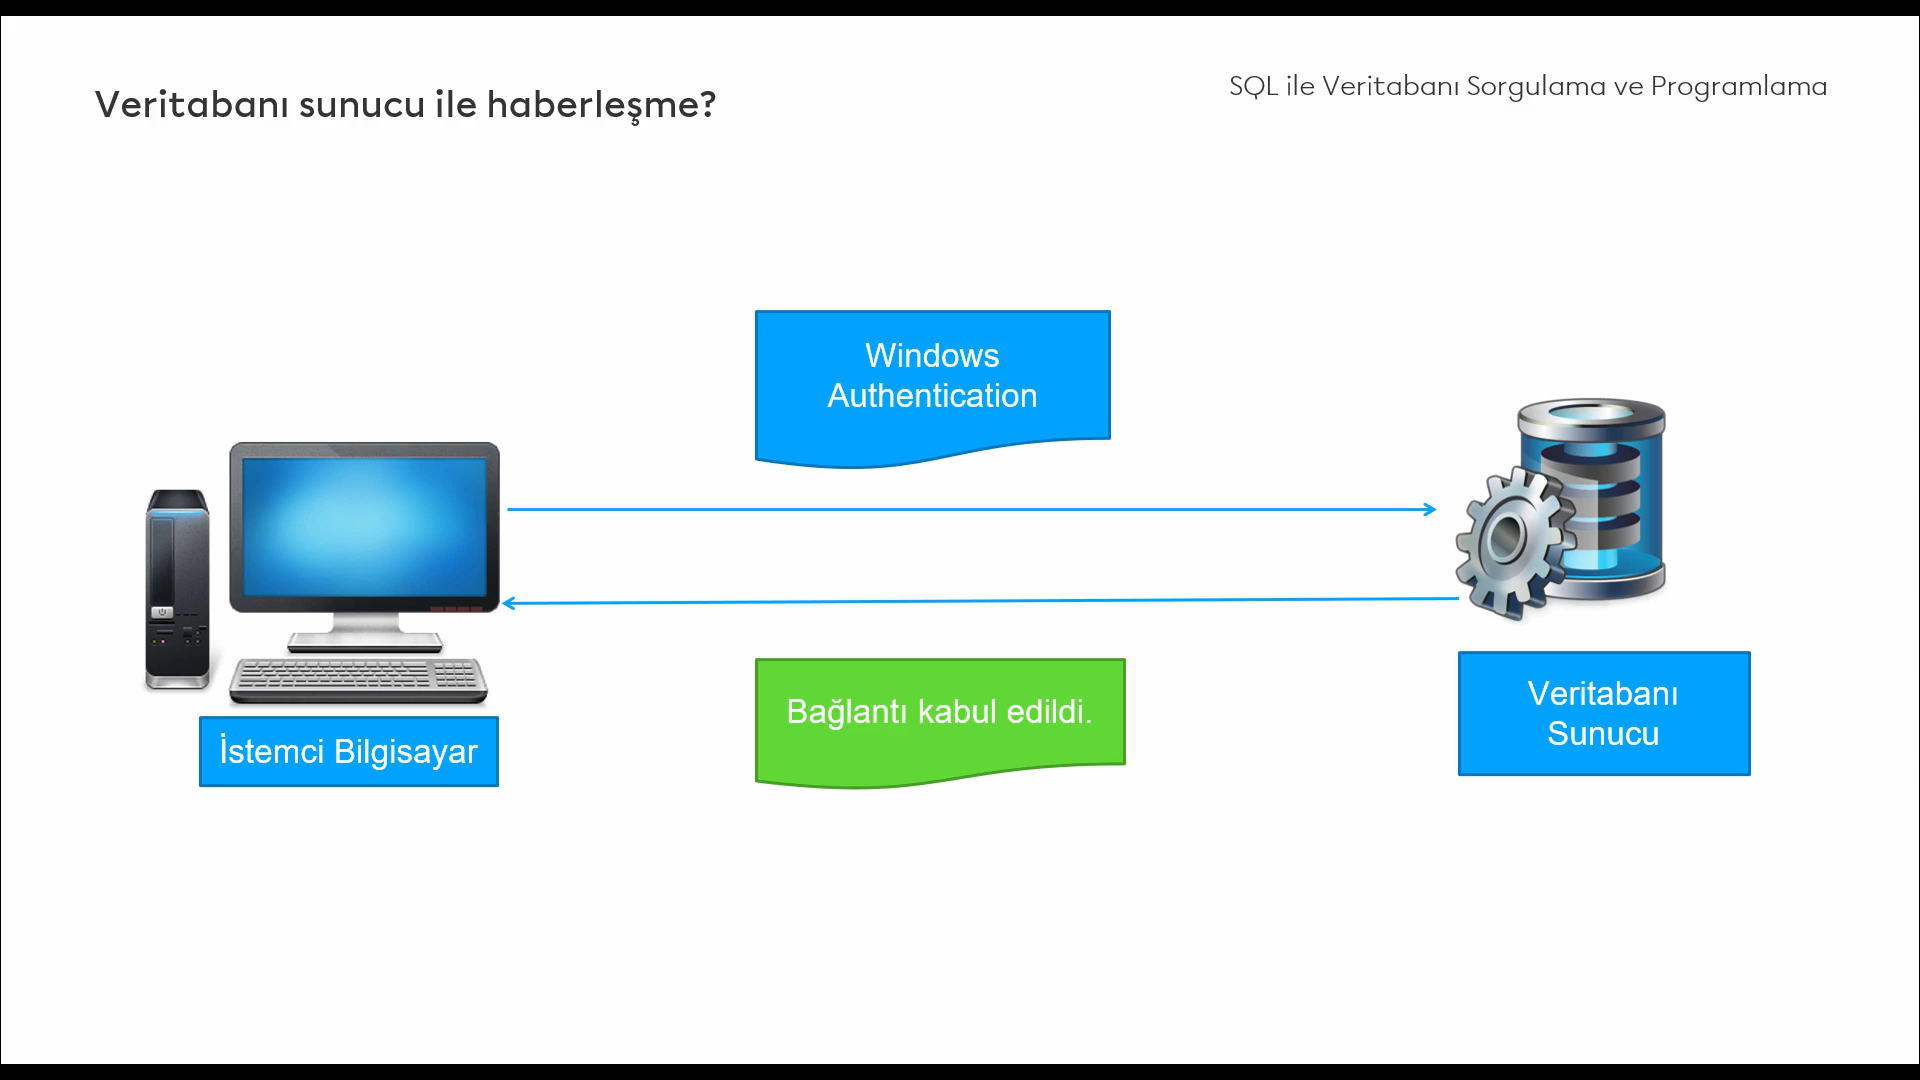 Veritabanı sunucu ile haberleşme?
SQL ile Veritabanı Sorgulama ve Programlama
Windows
Authentication
Bağlantı kabul edildi.
İstemci Bilgisayar
Veritabanı
Sunucu